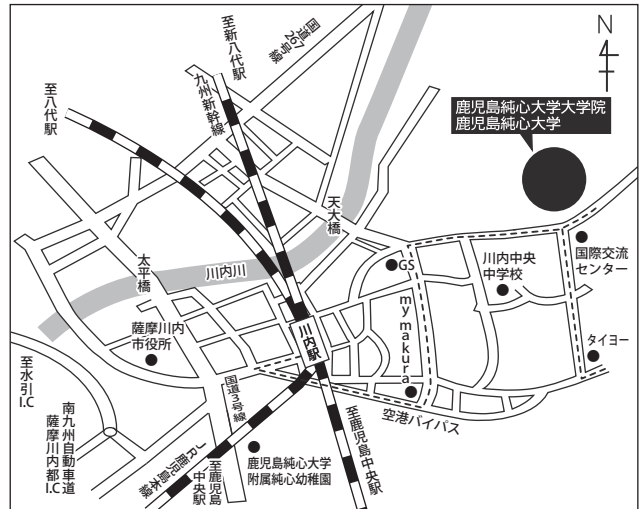 至新八代駅
国道267号線
N
九州新幹線
至八代駅
鹿児島純心大学大学院
鹿児島純心大学
天大橋
太平橋
川内川
GS
川内中央
中学校
国際交流
センター
薩摩川内
市役所
川内駅
mymakura
タイヨー
至水引
I.C
国道3号線
空港バイパス
南九州自動車道
薩摩川内都I.C
JR鹿児島本線
至鹿児島
中央駅
鹿児島純心大学
附属純心幼稚園
至鹿児島中央駅